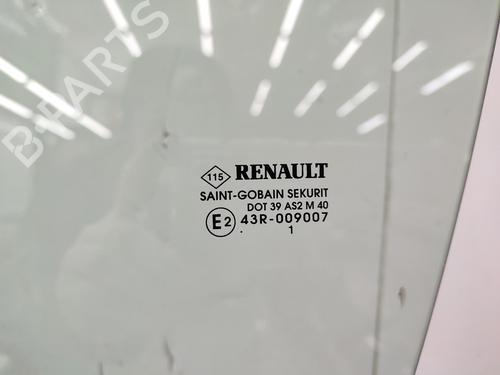 B-PARTS
115 RENAULT
SAINT-GOBAIN SEKURIT
DOT 39 AS2 M 40
E2 43R-009007
. 1